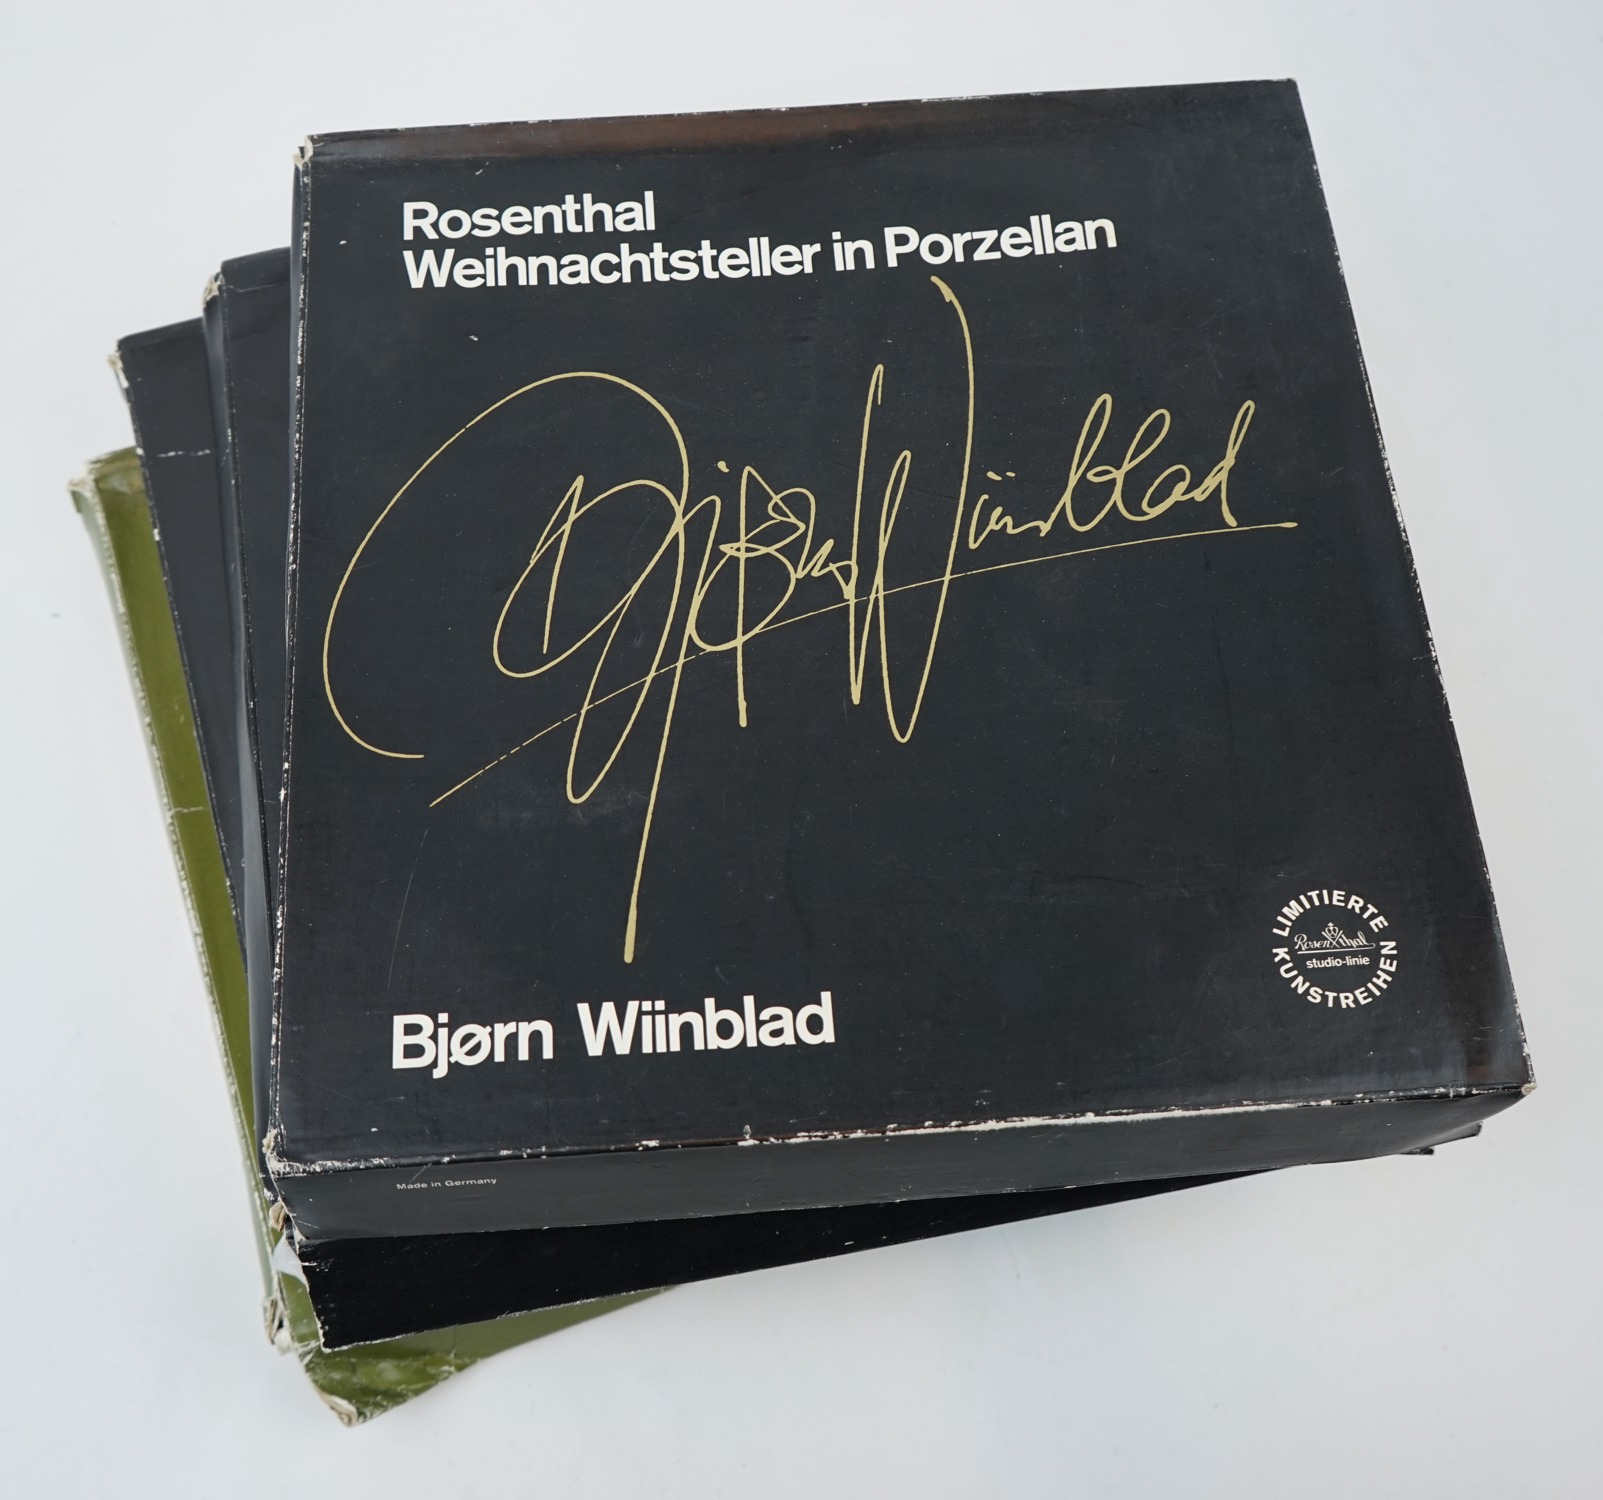 Rosenthal
Weihnachtsteller in Porzellan
Bjørn Wiinblad
Bjørn Wiinblad
LIMITIERTE
Rosenthal
studio-linie
KUNSTREIHEN
Made in Germany